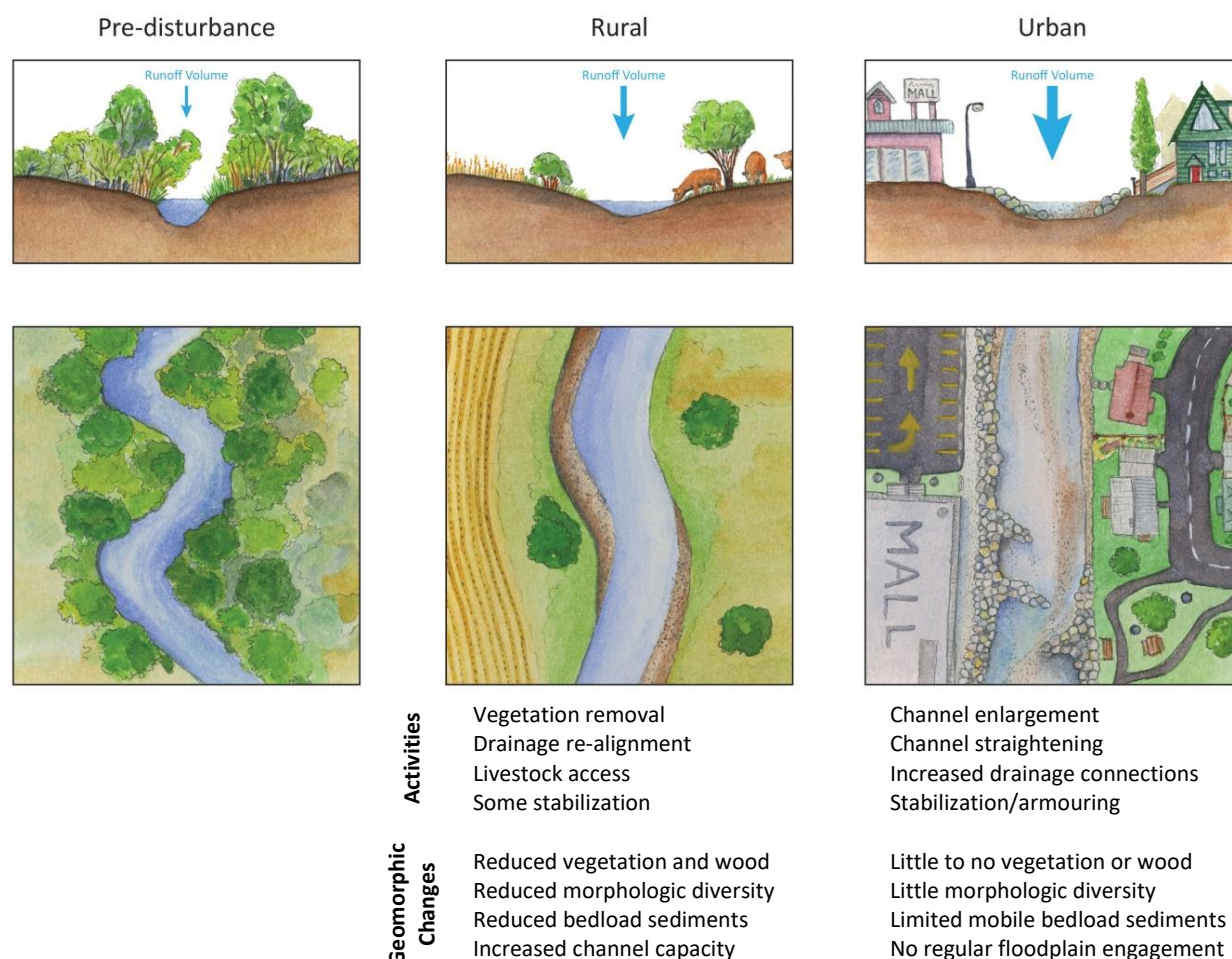 Pre-disturbance
Rural
Urban
Runoff Volume
Runoff Volume
Runoff Volume
MALL
MALL
Activities
Vegetation removal
Drainage re-alignment
Livestock access
Some stabilization
Channel enlargement
Channel straightening
Increased drainage connections
Stabilization/armouring
Geomorphic
Changes
Reduced vegetation and wood
Reduced morphologic diversity
Reduced bedload sediments
Increased channel capacity
Little to no vegetation or wood
Little morphologic diversity
Limited mobile bedload sediments
No regular floodplain engagement